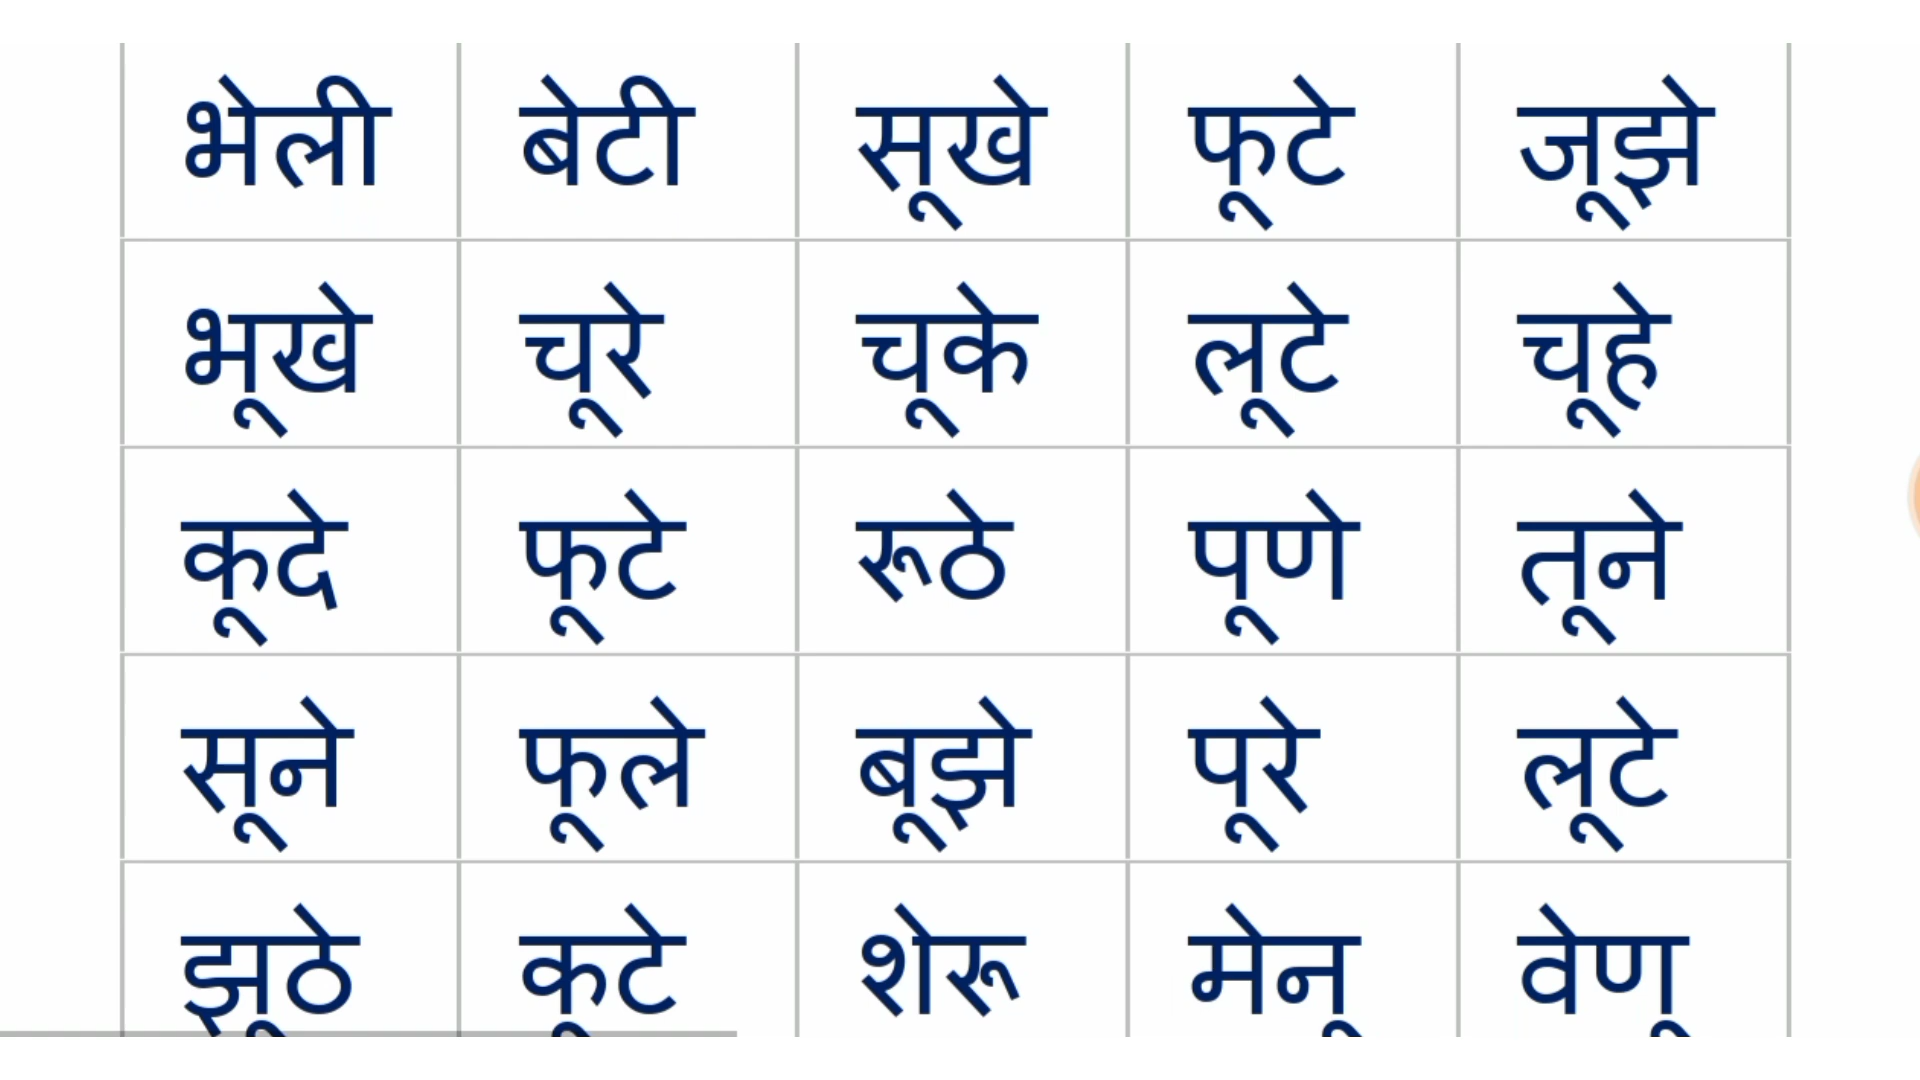 भेली बेटी सूखे फूटे जूझे
भूखे चूरे चूके लूटे चूहे
कूदे फूटे रूठे पूणे तूने
सूने फूले बूझे पूरे लूटे
झूठे कूटे शेरू मेनू वेणू